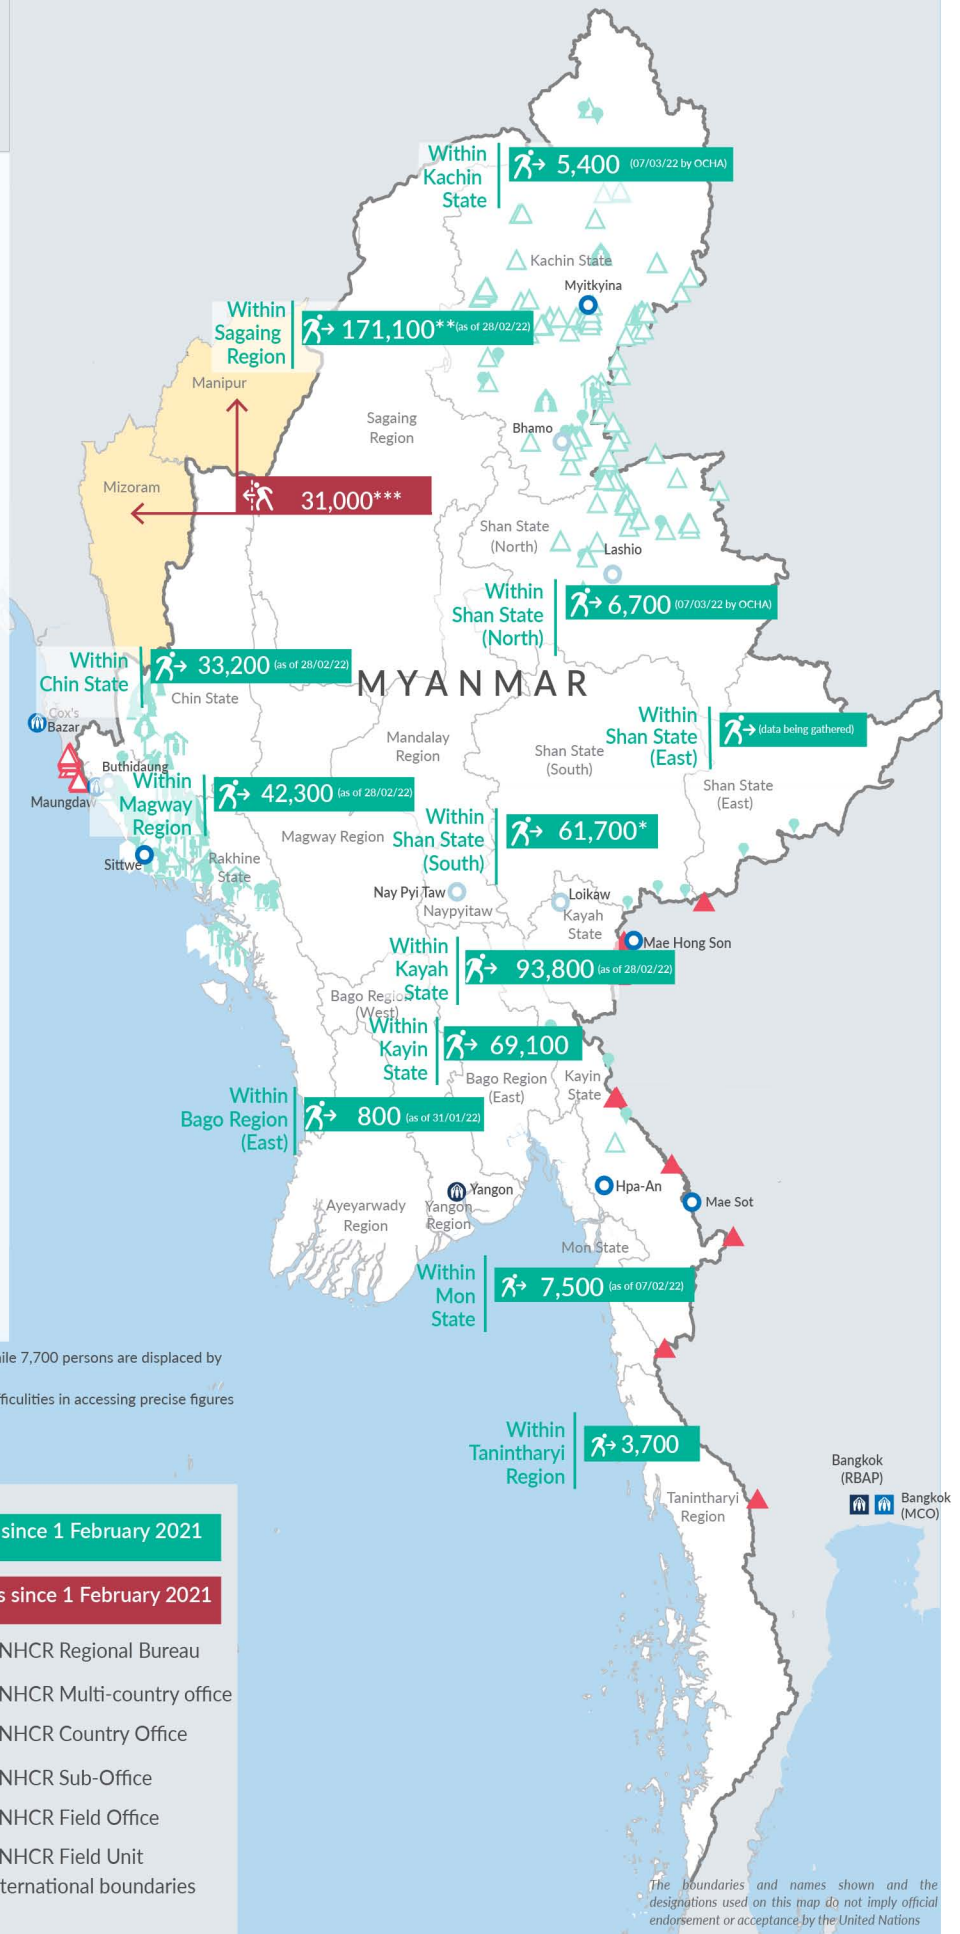 Within
Kachin
State
5,400 (07/03/22 by OCHA)
Kachin State
Myitkyina
Within
Sagaing
Region
171,100** (as of 28/02/22)
Manipur
Sagaing
Region
Bhamo
Mizoram
31,000***
Shan State
(North)
Lashio
Within
Shan State
(North)
6,700 (07/03/22 by OCHA)
Within
Chin State
33,200 (as of 28/02/22)
MYANMAR
Chin State
Cox's
Bazar
Within
Shan State
(East)
(data being gathered)
Mandalay
Region
Shan State
(South)
Shan State
(East)
Buthidaung
Maungdaw
Within
Magway
Region
42,300 (as of 28/02/22)
Magway Region
Within
Shan State
(South)
61,700*
Sittwe
Rakhine
State
Nay Pyi Taw
Naypyitaw
Loikaw
Kayah
State
Mae Hong Son
Within
Kayah
State
93,800 (as of 28/02/22)
Bago Region
(West)
Within
Kayin
State
69,100
Bago Region
(East)
Kayin
State
Within
Bago Region
(East)
800 (as of 31/01/22)
Yangon
Yangon
Region
Hpa-An
Mae Sot
Ayeyarwady
Region
Mon State
Within
Mon
State
7,500 (as of 07/02/22)
ile 7,700 persons are displaced by
fficulities in accessing precise figures
Within
Tanintharyi
Region
3,700
Tanintharyi
Region
Bangkok
(RBAP)
Bangkok
(MCO)
since 1 February 2021
s since 1 February 2021
NHCR Regional Bureau
NHCR Multi-country office
NHCR Country Office
NHCR Sub-Office
NHCR Field Office
NHCR Field Unit
ternational boundaries
The boundaries and names shown and the
designations used on this map do not imply official
endorsement or acceptance by the United Nations